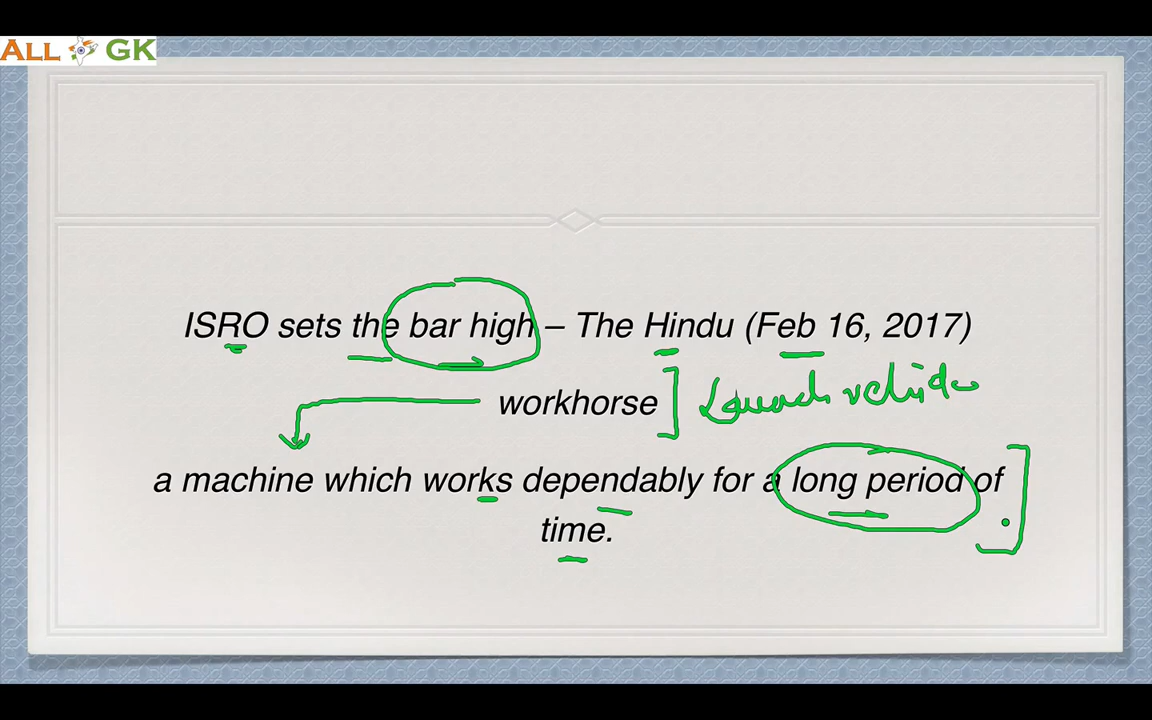 ALL GK
ISRO sets the bar high – The Hindu (Feb 16, 2017)
workhorse Launch vehicle
a machine which works dependably for a long period of
time.